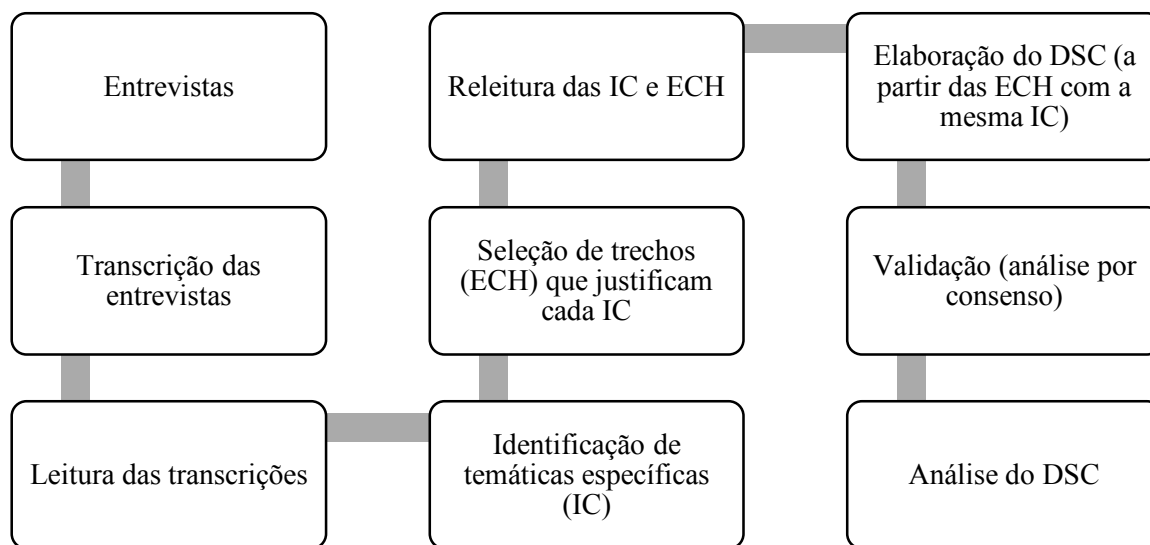 Entrevistas
Transcrição das
entrevistas
Leitura das transcrições
Identificação de
temáticas específicas
(IC)
Seleção de trechos
(ECH) que justificam
cada IC
Releitura das IC e ECH
Elaboração do DSC (a
partir das ECH com a
mesma IC)
Validação (análise por
consenso)
Análise do DSC